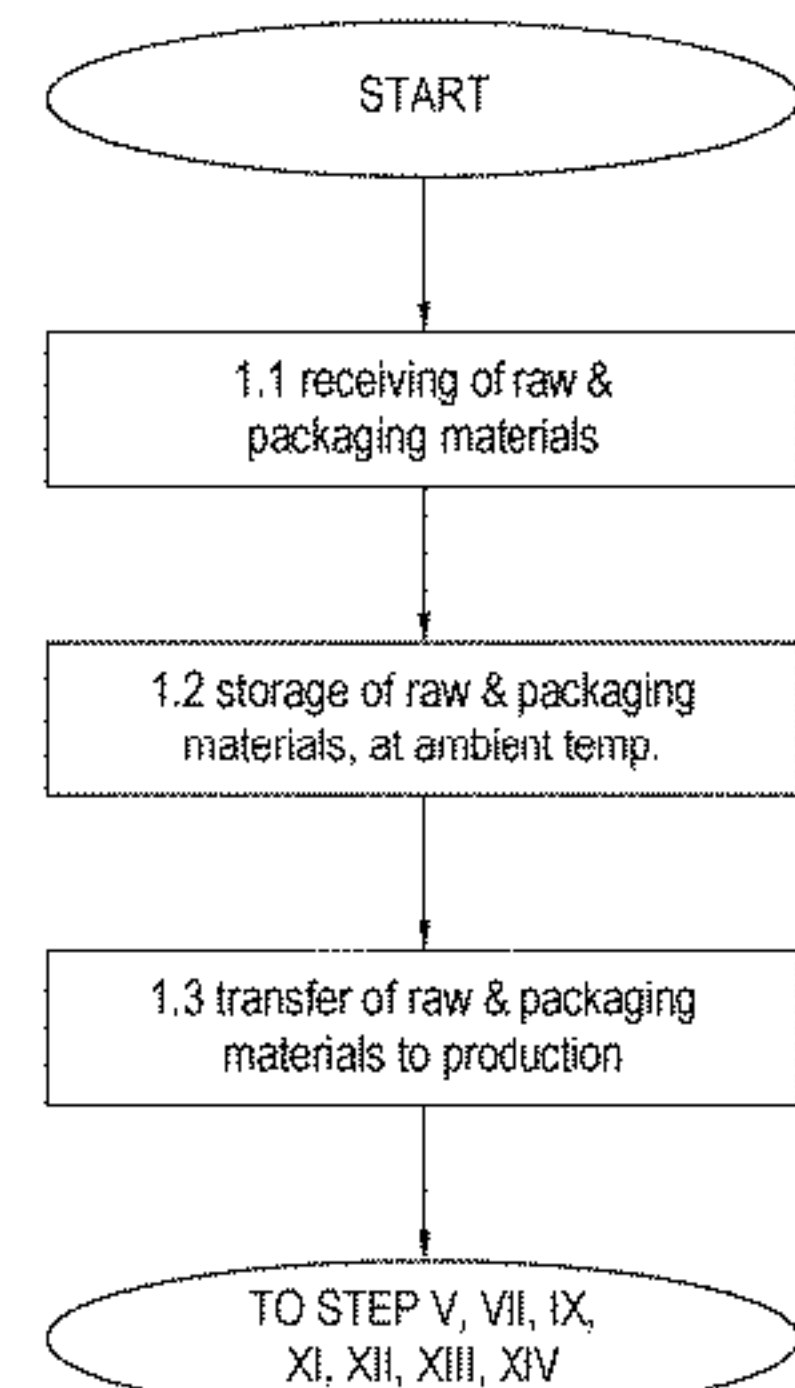 START
1.1 receiving of raw &
packaging materials
1.2 storage of raw & packaging
materials, at ambient temp.
1.3 transfer of raw & packaging
materials to production
TO STEP V, VII, IX,
XI, XII, XIII, XIV